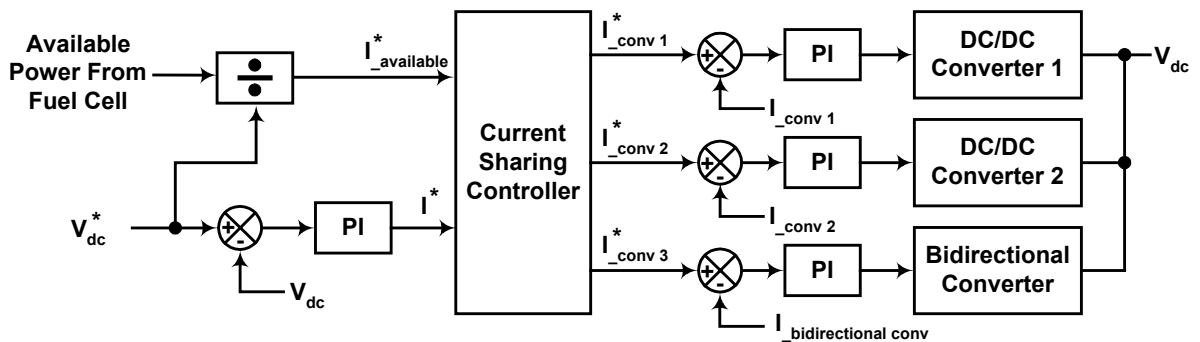 Available
Power From
Fuel Cell
÷
I*_available
V*dc
+
-
PI
I*
Vdc
Current
Sharing
Controller
I*_conv 1
+
-
PI
DC/DC
Converter 1
Vdc
I_conv 1
I*_conv 2
+
-
PI
DC/DC
Converter 2
I_conv 2
I*_conv 3
+
-
PI
Bidirectional
Converter
I_bidirectional conv